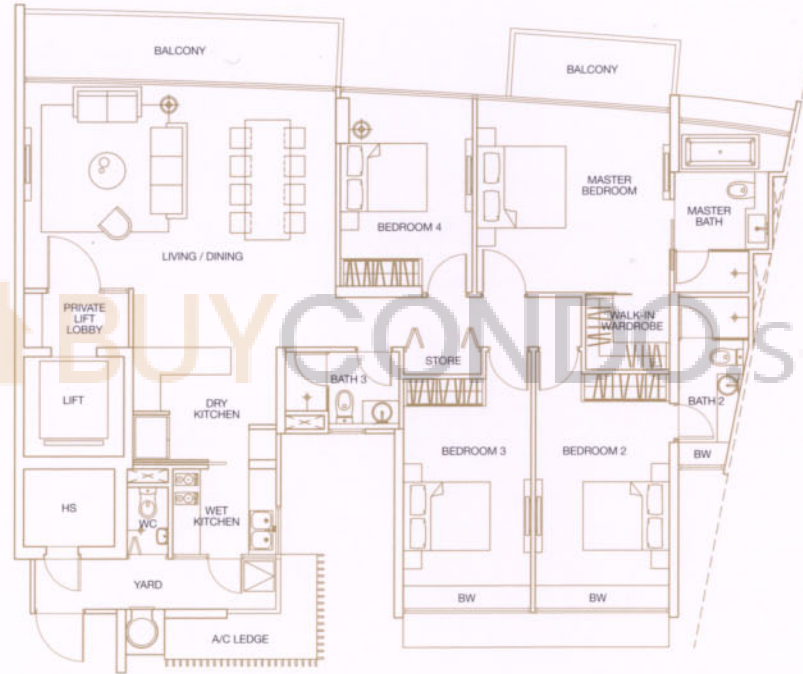 BALCONY
BALCONY
MASTER
BEDROOM
MASTER
BATH
BEDROOM 4
LIVING / DINING
PRIVATE
LIFT
LOBBY
WALK-IN
WARDROBE
BUYCONDO.s
STORE
BATH 3
LIFT
DRY
KITCHEN
BATH 2
BEDROOM 3
BEDROOM 2
BW
HS
WC
WET
KITCHEN
YARD
BW
BW
A/C LEDGE